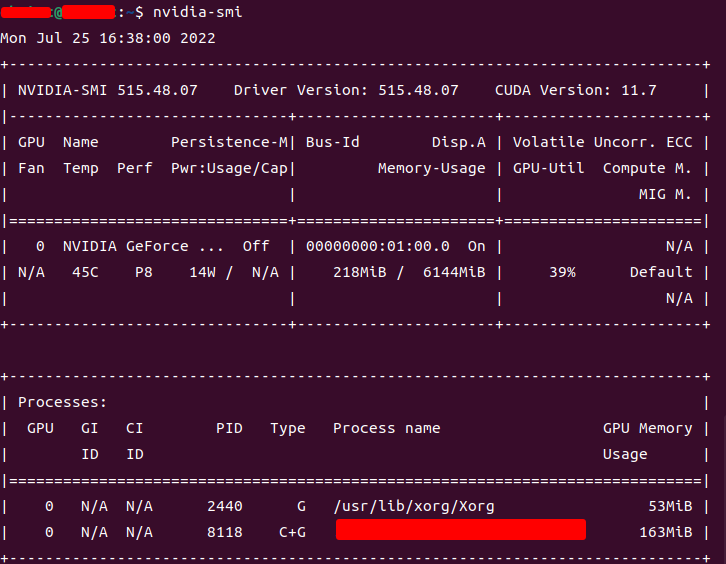 @ :~$ nvidia-smi
Mon Jul 25 16:38:00 2022
+-----------------------------------------------------------------------------+
| NVIDIA-SMI 515.48.07    Driver Version: 515.48.07    CUDA Version: 11.7     |
|-------------------------------+----------------------+----------------------+
| GPU  Name        Persistence-M| Bus-Id        Disp.A | Volatile Uncorr. ECC |
| Fan  Temp  Perf  Pwr:Usage/Cap|         Memory-Usage | GPU-Util  Compute M. |
|                               |                      |               MIG M. |
|===============================+======================+======================|
|   0  NVIDIA GeForce ...  Off  | 00000000:01:00.0  On |                  N/A |
| N/A   45C    P8    14W /  N/A |    218MiB /  6144MiB |     39%      Default |
|                               |                      |                  N/A |
+-------------------------------+----------------------+----------------------+
+-----------------------------------------------------------------------------+
| Processes:                                                                  |
|  GPU   GI   CI        PID   Type   Process name                  GPU Memory |
|        ID   ID                                                   Usage      |
|=============================================================================|
|    0   N/A  N/A      2440      G   /usr/lib/xorg/Xorg                 53MiB |
|    0   N/A  N/A      8118    C+G                                     163MiB |
+-----------------------------------------------------------------------------+